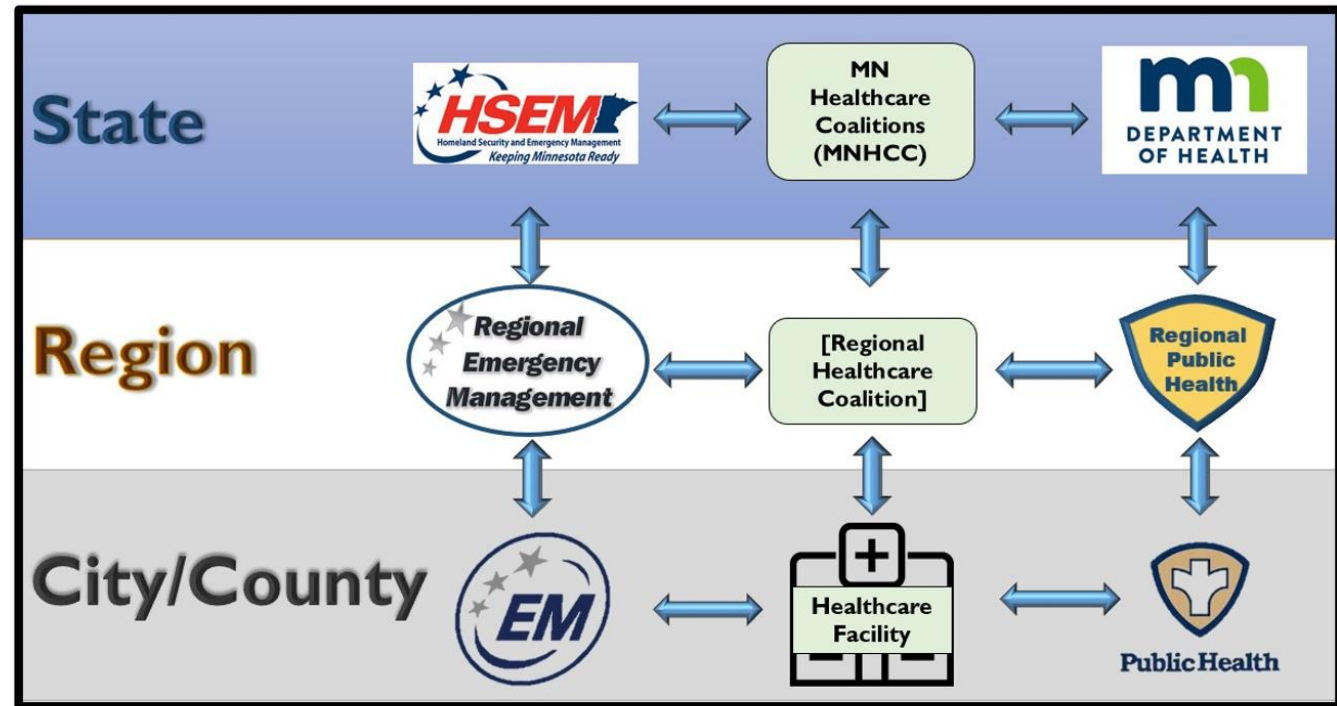 State
HSEM
Homeland Security and Emergency Management
Keeping Minnesota Ready
MN
Healthcare
Coalitions
(MNHCC)
mn
DEPARTMENT
OF HEALTH
Region
Regional
Emergency
Management
[Regional
Healthcare
Coalition]
Regional
Public
Health
City/County
EM
Healthcare
Facility
Public Health